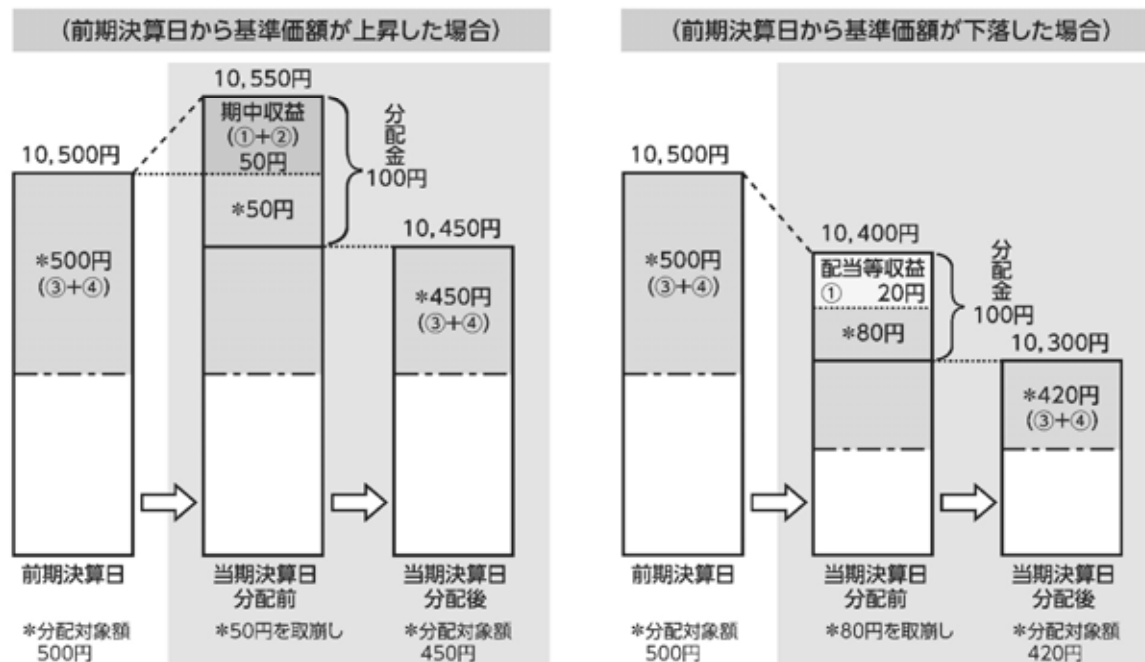 (前期決算日から基準価額が上昇した場合)
10,550円
期中収益
(①+②)
50円
分配金
100円
10,500円
*50円
10,450円
*500円
(③+④)
*450円
(③+④)
前期決算日
当期決算日
分配前
当期決算日
分配後
*分配対象額
500円
*50円を取崩し
*分配対象額
450円
(前期決算日から基準価額が下落した場合)
10,500円
10,400円
配当等収益
① 20円
分配金
100円
*80円
10,300円
*500円
(③+④)
*420円
(③+④)
前期決算日
当期決算日
分配前
当期決算日
分配後
*分配対象額
500円
*80円を取崩し
*分配対象額
420円